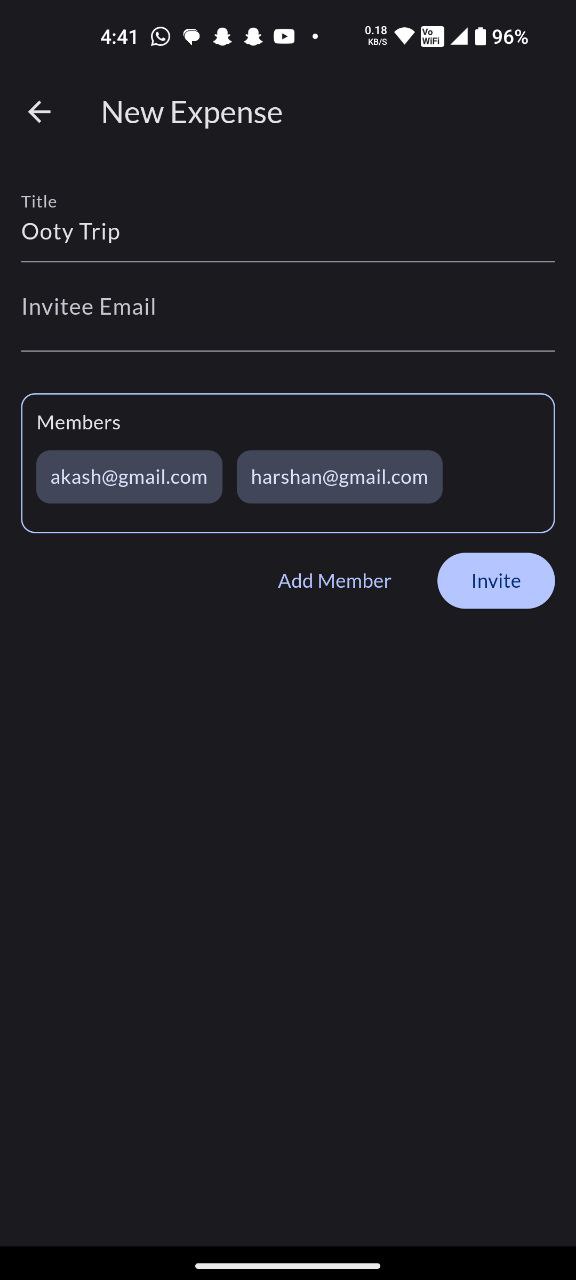 4:41 0.18 KB/S Vo WiFi 96%
New Expense
Title
Ooty Trip
Invitee Email
Members
akash@gmail.com harshan@gmail.com
Add Member Invite